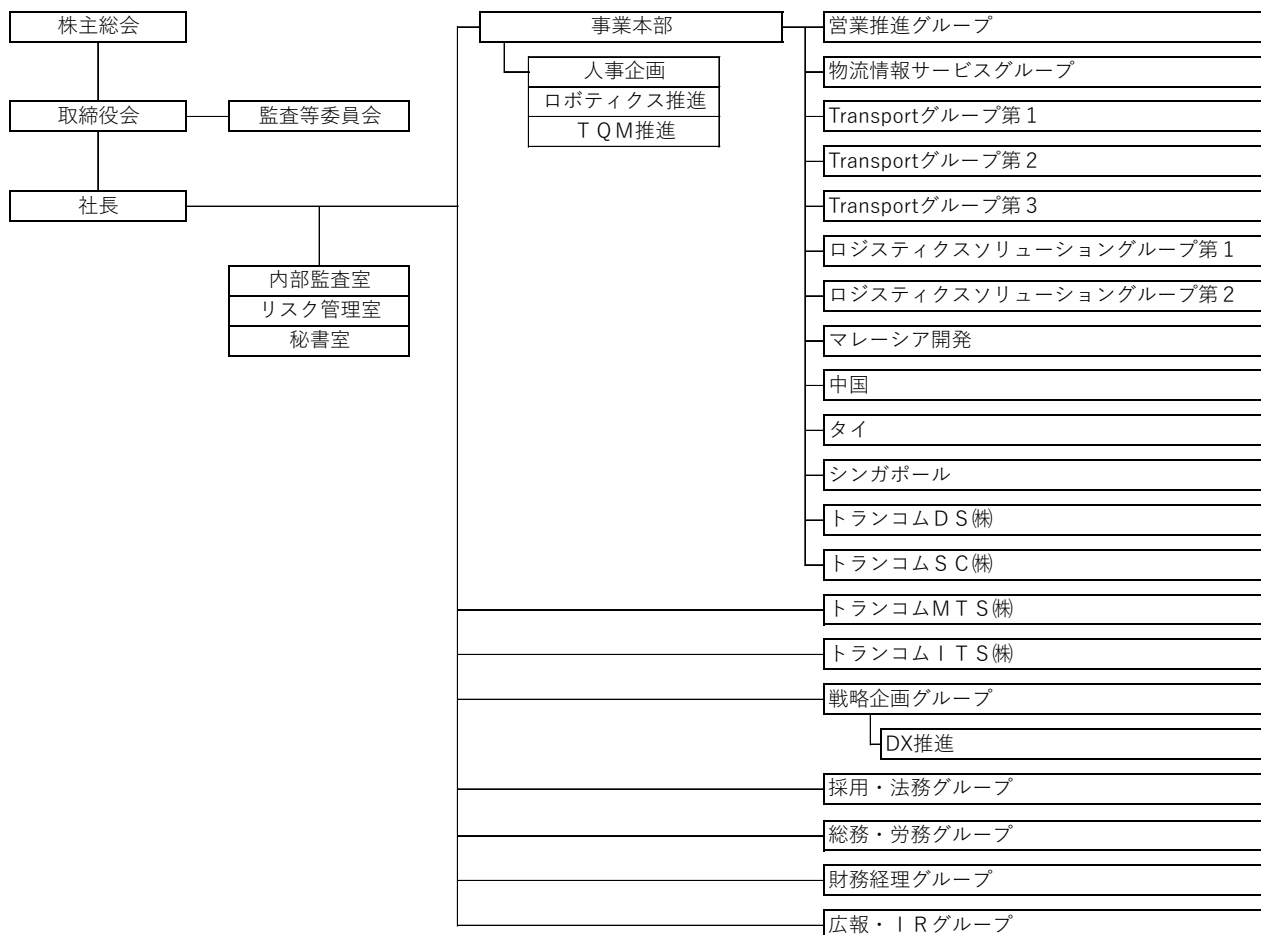 株主総会
取締役会
監査等委員会
社長
内部監査室
リスク管理室
秘書室
事業本部
人事企画
ロボティクス推進
ＴＱＭ推進
営業推進グループ
物流情報サービスグループ
Transportグループ第１
Transportグループ第２
Transportグループ第３
ロジスティクスソリューショングループ第１
ロジスティクスソリューショングループ第２
マレーシア開発
中国
タイ
シンガポール
トランコムＤＳ㈱
トランコムＳＣ㈱
トランコムＭＴＳ㈱
トランコムＩＴＳ㈱
戦略企画グループ
DX推進
採用・法務グループ
総務・労務グループ
財務経理グループ
広報・ＩＲグループ